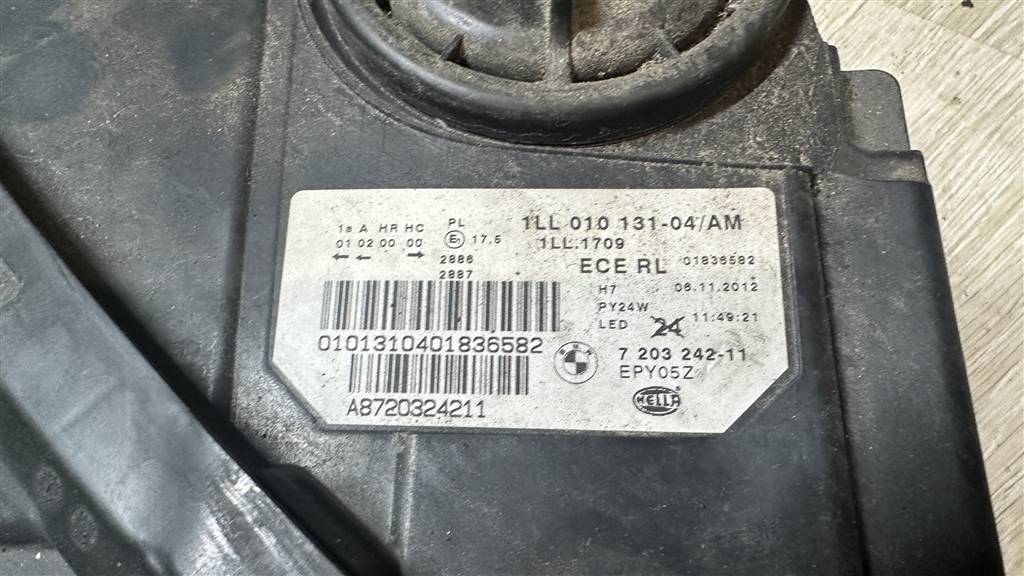 1LL 010 131-04/AM
1LL.1709
ECE RL 01836582
1a A HR HC PL
01 02 00 00 E1 17.5
2886
2887
H7 06.11.2012
PY24W
LED 24 11:49:21
0101310401836582
7 203 242-11
EPY05Z
A8720324211
HELLA